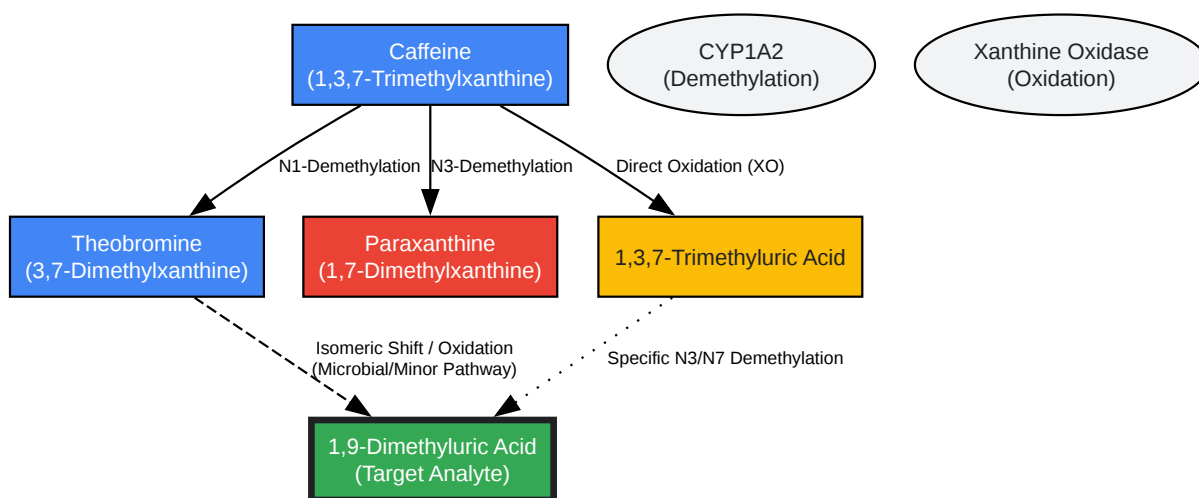 Caffeine
(1,3,7-Trimethylxanthine)
CYP1A2
(Demethylation)
Xanthine Oxidase
(Oxidation)
N1-Demethylation
N3-Demethylation
Direct Oxidation (XO)
Theobromine
(3,7-Dimethylxanthine)
Paraxanthine
(1,7-Dimethylxanthine)
1,3,7-Trimethyluric Acid
Isomeric Shift / Oxidation
(Microbial/Minor Pathway)
Specific N3/N7 Demethylation
1,9-Dimethyluric Acid
(Target Analyte)